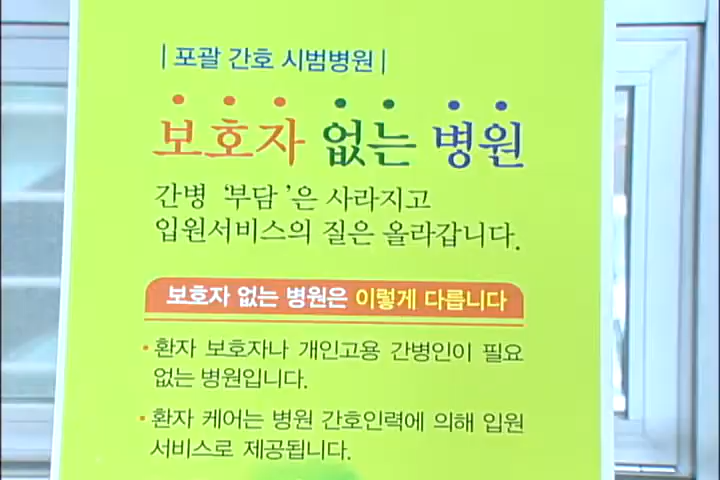 | 포괄 간호 시범병원 |
보호자 없는 병원
간병 '부담'은 사라지고
입원서비스의 질은 올라갑니다.
보호자 없는 병원은 이렇게 다릅니다
• 환자 보호자나 개인고용 간병인이 필요
없는 병원입니다.
• 환자 케어는 병원 간호인력에 의해 입원
서비스로 제공됩니다.